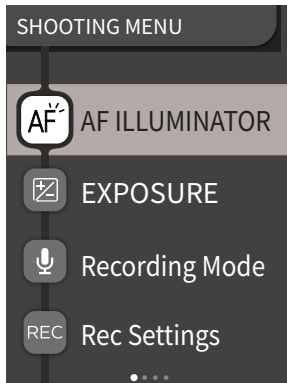 SHOOTING MENU
AF AF ILLUMINATOR
EXPOSURE
Recording Mode
REC Rec Settings